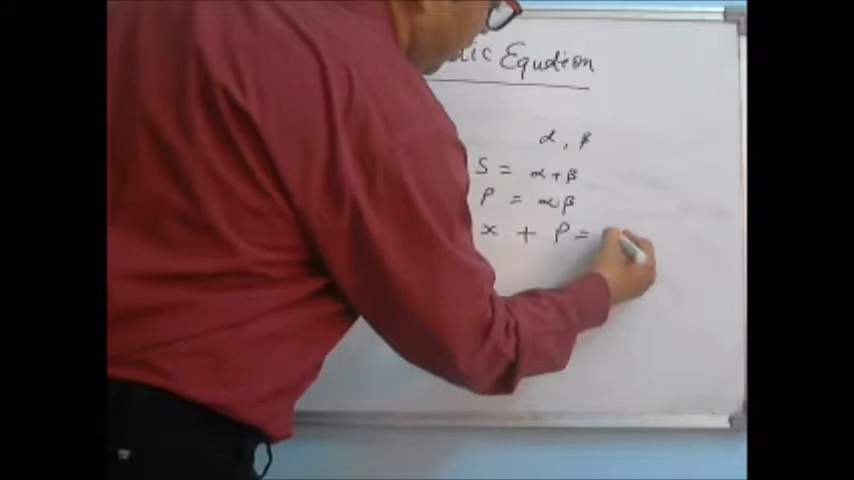 Equation
α, β
S = α+β
P = αβ
x + P =